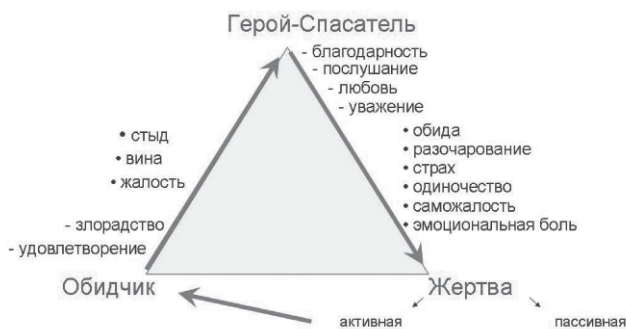 Герой-Спасатель
- благодарность
- послушание
- любовь
- уважение
• стыд
• вина
• жалость
- злорадство
- удовлетворение
• обида
• разочарование
• страх
• одиночество
• саможалость
• эмоциональная боль
Обидчик
Жертва
активная
пассивная